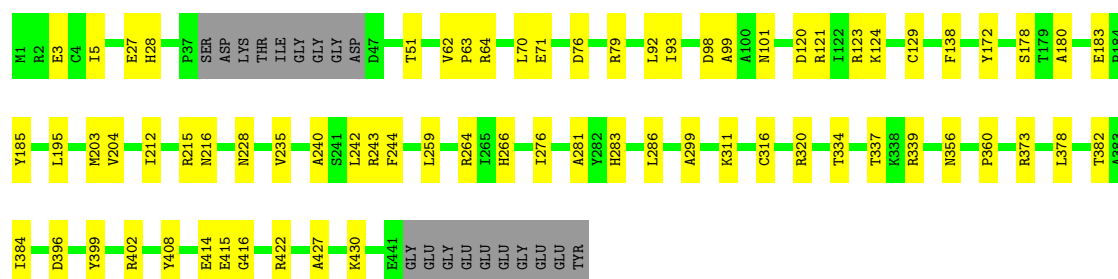 M1 R2 E3 C4 I5 E27 H28 P37 SER ASP LYS THR ILE GLY GLY GLY ASP D47 T51 V62 P63 R64 L70 E71 D76 R79 L92 I93 D98 A99 A100 N101 D120 R121 I122 R123 K124 C129 F138 Y172 S178 T179 A180 E183
Y185 L195 M203 V204 I212 R215 N216 N228 V235 A240 S241 L242 R243 F244 L259 R264 I265 H266 I276 A281 Y282 H283 L286 A299 K311 C316 R320 T334 T337 K338 R339 N356 P360 R373 L378 T382
I384 D396 Y399 R402 Y408 E414 E415 G416 R422 A427 K430 E441 GLY GLU GLY GLU GLU GLU GLY GLU GLU TYR